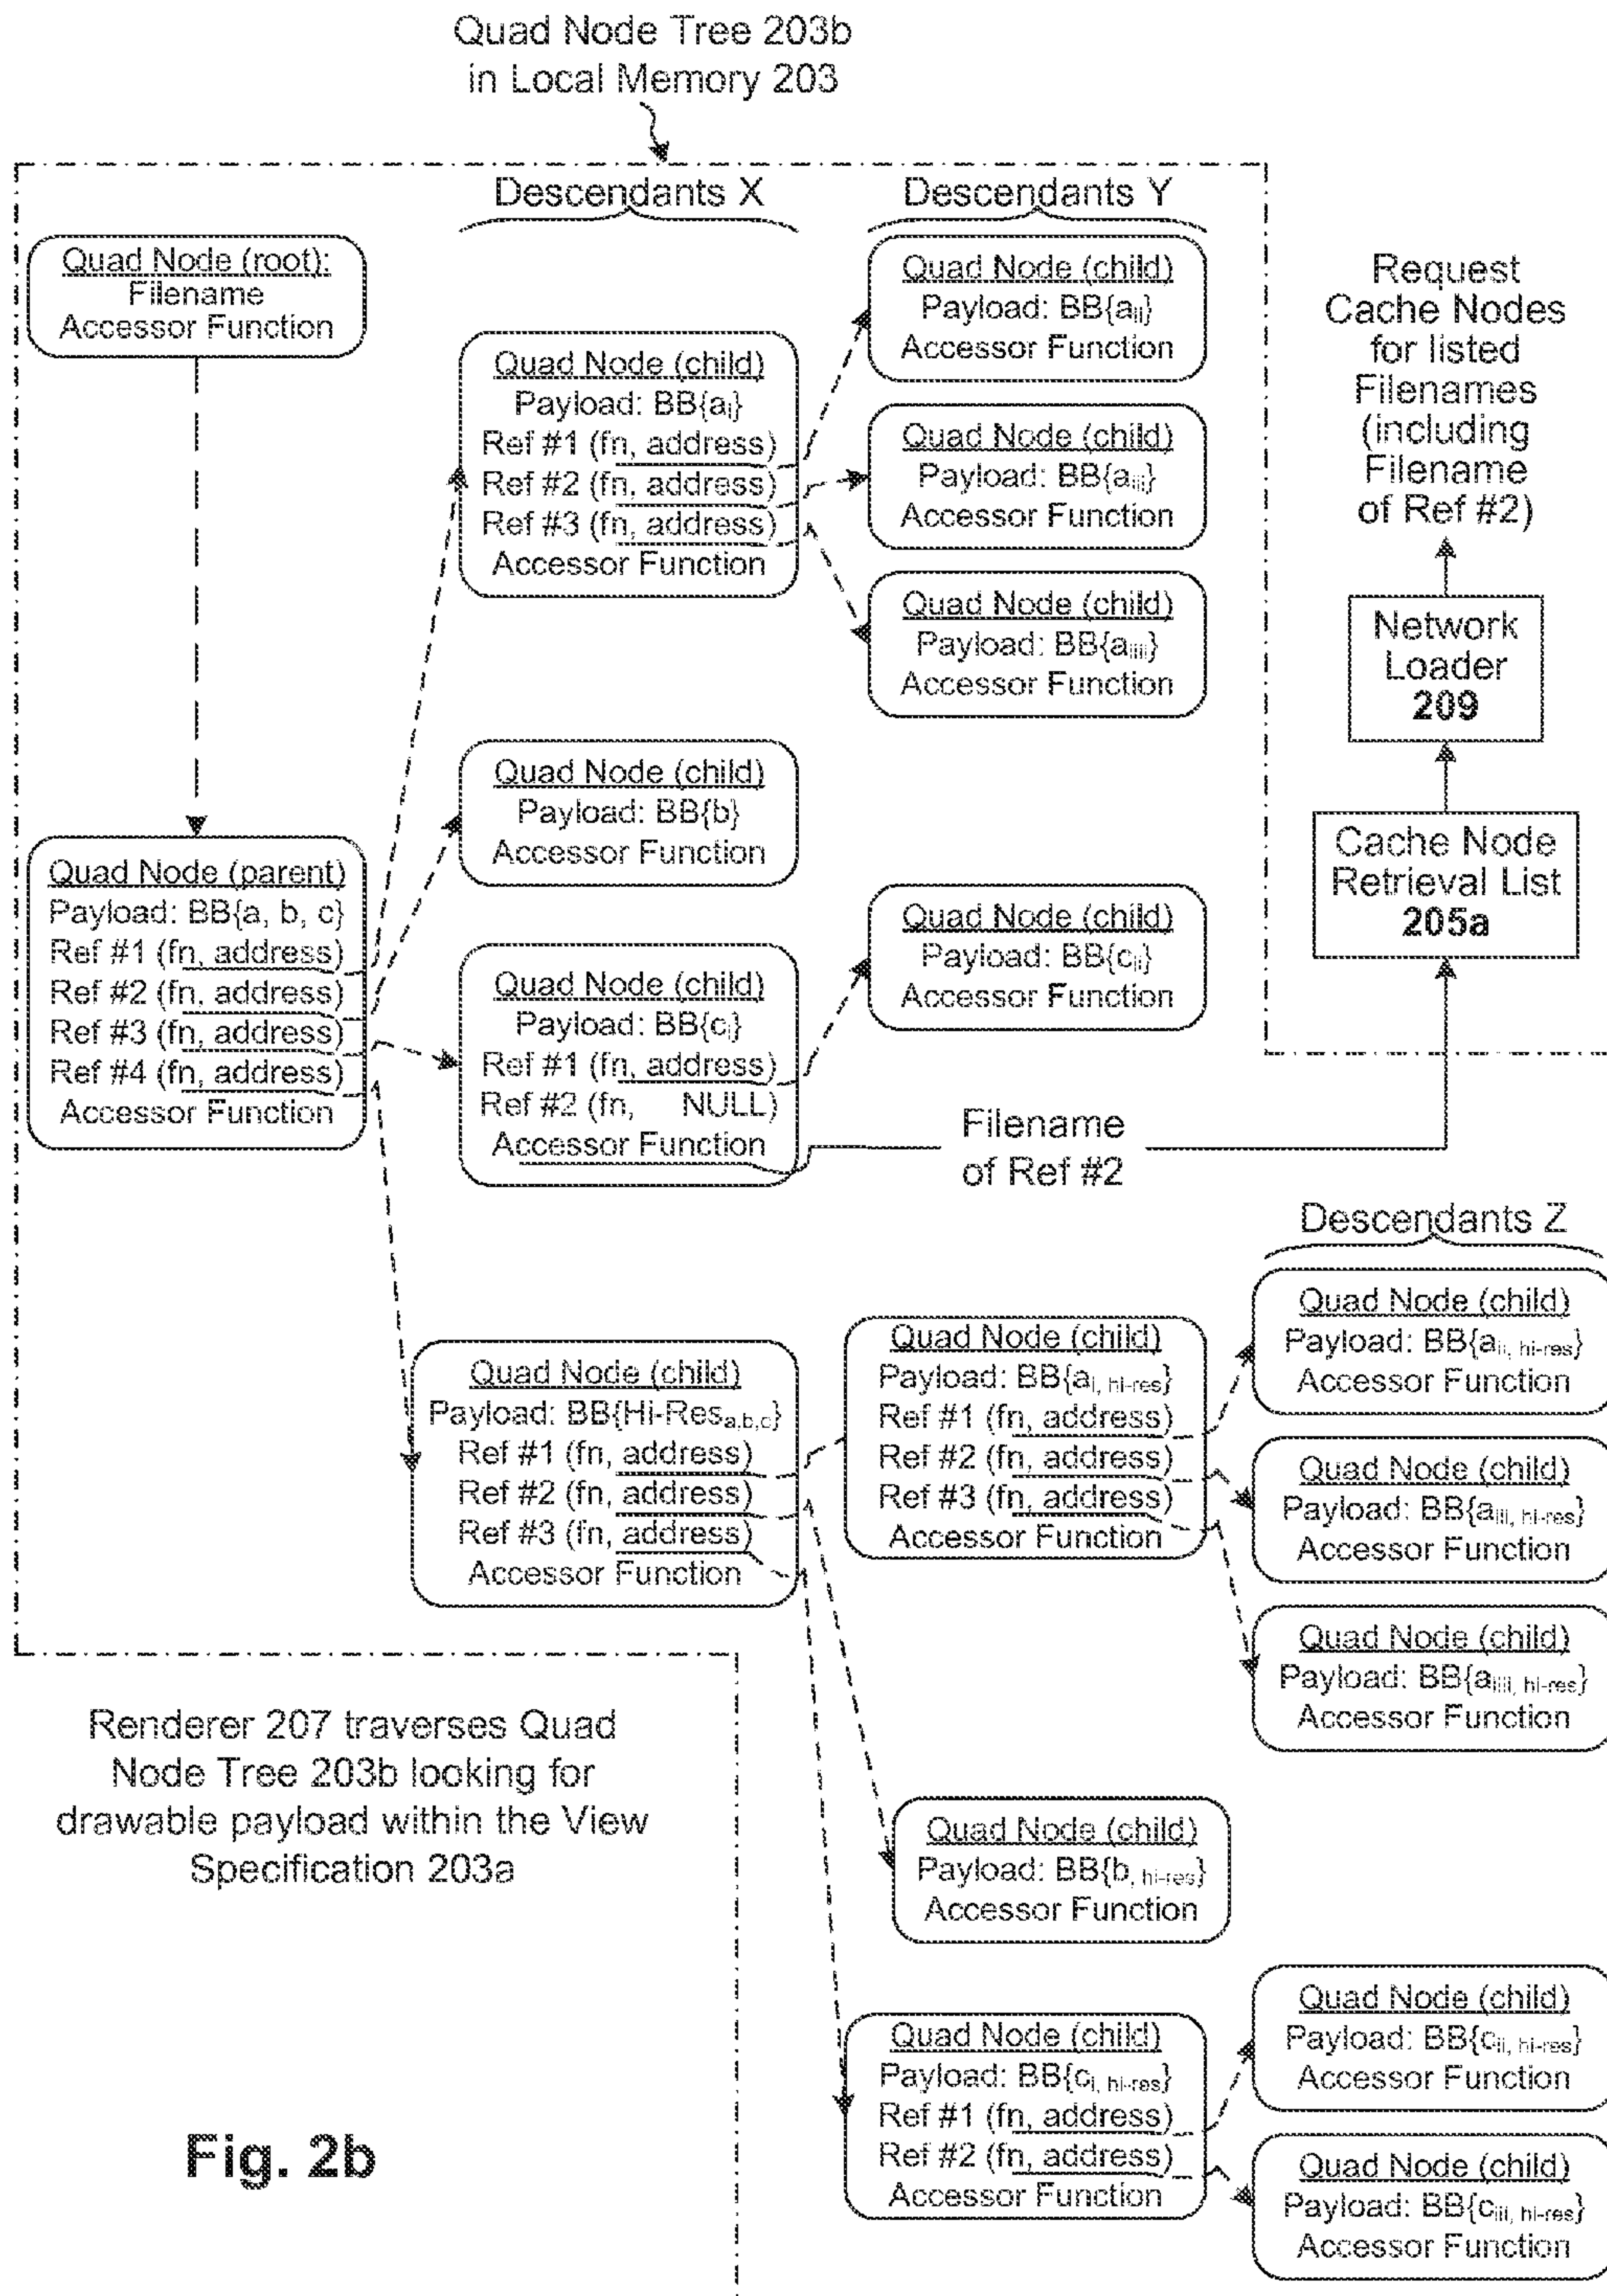 Quad Node Tree 203b
in Local Memory 203
Descendants X
Descendants Y
Quad Node (root):
Filename
Accessor Function
Quad Node (parent)
Payload: BB{a, b, c}
Ref #1 (fn, address)
Ref #2 (fn, address)
Ref #3 (fn, address)
Ref #4 (fn, address)
Accessor Function
Quad Node (child)
Payload: BB{ai}
Ref #1 (fn, address)
Ref #2 (fn, address)
Ref #3 (fn, address)
Accessor Function
Quad Node (child)
Payload: BB{b}
Accessor Function
Quad Node (child)
Payload: BB{ci}
Ref #1 (fn, address)
Ref #2 (fn, NULL)
Accessor Function
Quad Node (child)
Payload: BB{aii}
Accessor Function
Quad Node (child)
Payload: BB{aiii}
Accessor Function
Quad Node (child)
Payload: BB{aiiii}
Accessor Function
Quad Node (child)
Payload: BB{cii}
Accessor Function
Request
Cache Nodes
for listed
Filenames
(including
Filename
of Ref #2)
Network
Loader
209
Cache Node
Retrieval List
205a
Filename
of Ref #2
Descendants Z
Quad Node (child)
Payload: BB{Hi-Resa,b,c}
Ref #1 (fn, address)
Ref #2 (fn, address)
Ref #3 (fn, address)
Accessor Function
Quad Node (child)
Payload: BB{ai, hi-res}
Ref #1 (fn, address)
Ref #2 (fn, address)
Ref #3 (fn, address)
Accessor Function
Quad Node (child)
Payload: BB{aii, hi-res}
Accessor Function
Quad Node (child)
Payload: BB{aiii, hi-res}
Accessor Function
Quad Node (child)
Payload: BB{aiiii, hi-res}
Accessor Function
Renderer 207 traverses Quad
Node Tree 203b looking for
drawable payload within the View
Specification 203a
Quad Node (child)
Payload: BB{b, hi-res}
Accessor Function
Quad Node (child)
Payload: BB{ci, hi-res}
Ref #1 (fn, address)
Ref #2 (fn, address)
Accessor Function
Quad Node (child)
Payload: BB{cii, hi-res}
Accessor Function
Quad Node (child)
Payload: BB{ciii, hi-res}
Accessor Function
Fig. 2b